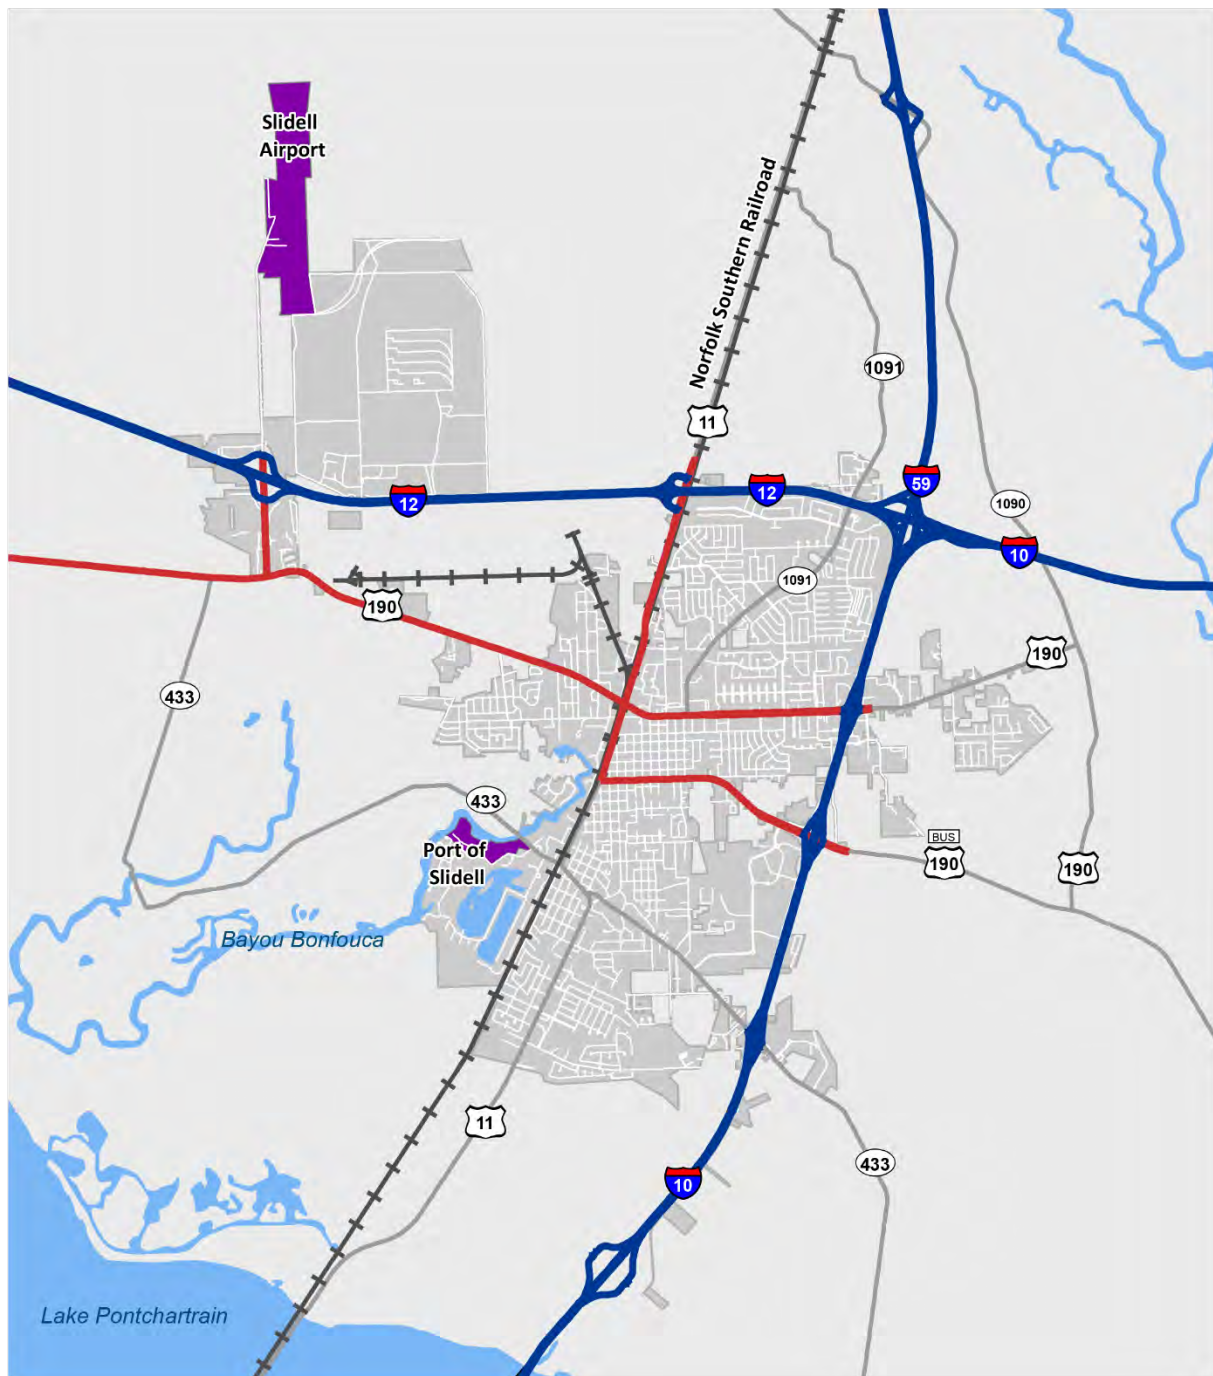 Slidell
Airport
Norfolk Southern Railroad
1091
11
59
12
12
1090
10
1091
190
190
433
433
BUS
190
190
Port of
Slidell
Bayou Bonfouca
11
433
10
Lake Pontchartrain